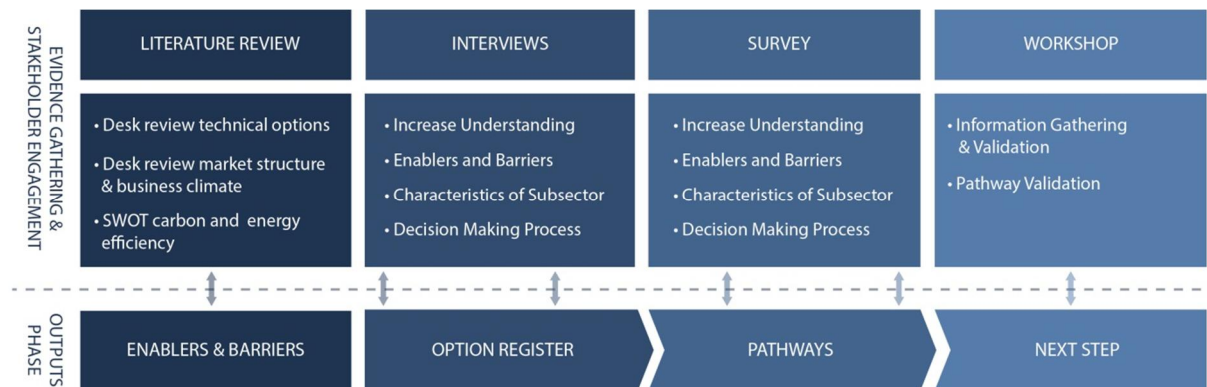 EVIDENCE GATHERING &
STAKEHOLDER ENGAGEMENT
LITERATURE REVIEW
INTERVIEWS
SURVEY
WORKSHOP
• Desk review technical options
• Desk review market structure
& business climate
• SWOT carbon and energy
efficiency
• Increase Understanding
• Enablers and Barriers
• Characteristics of Subsector
• Decision Making Process
• Increase Understanding
• Enablers and Barriers
• Characteristics of Subsector
• Decision Making Process
• Information Gathering
& Validation
• Pathway Validation
OUTPUTS
PHASE
ENABLERS & BARRIERS
OPTION REGISTER
PATHWAYS
NEXT STEP